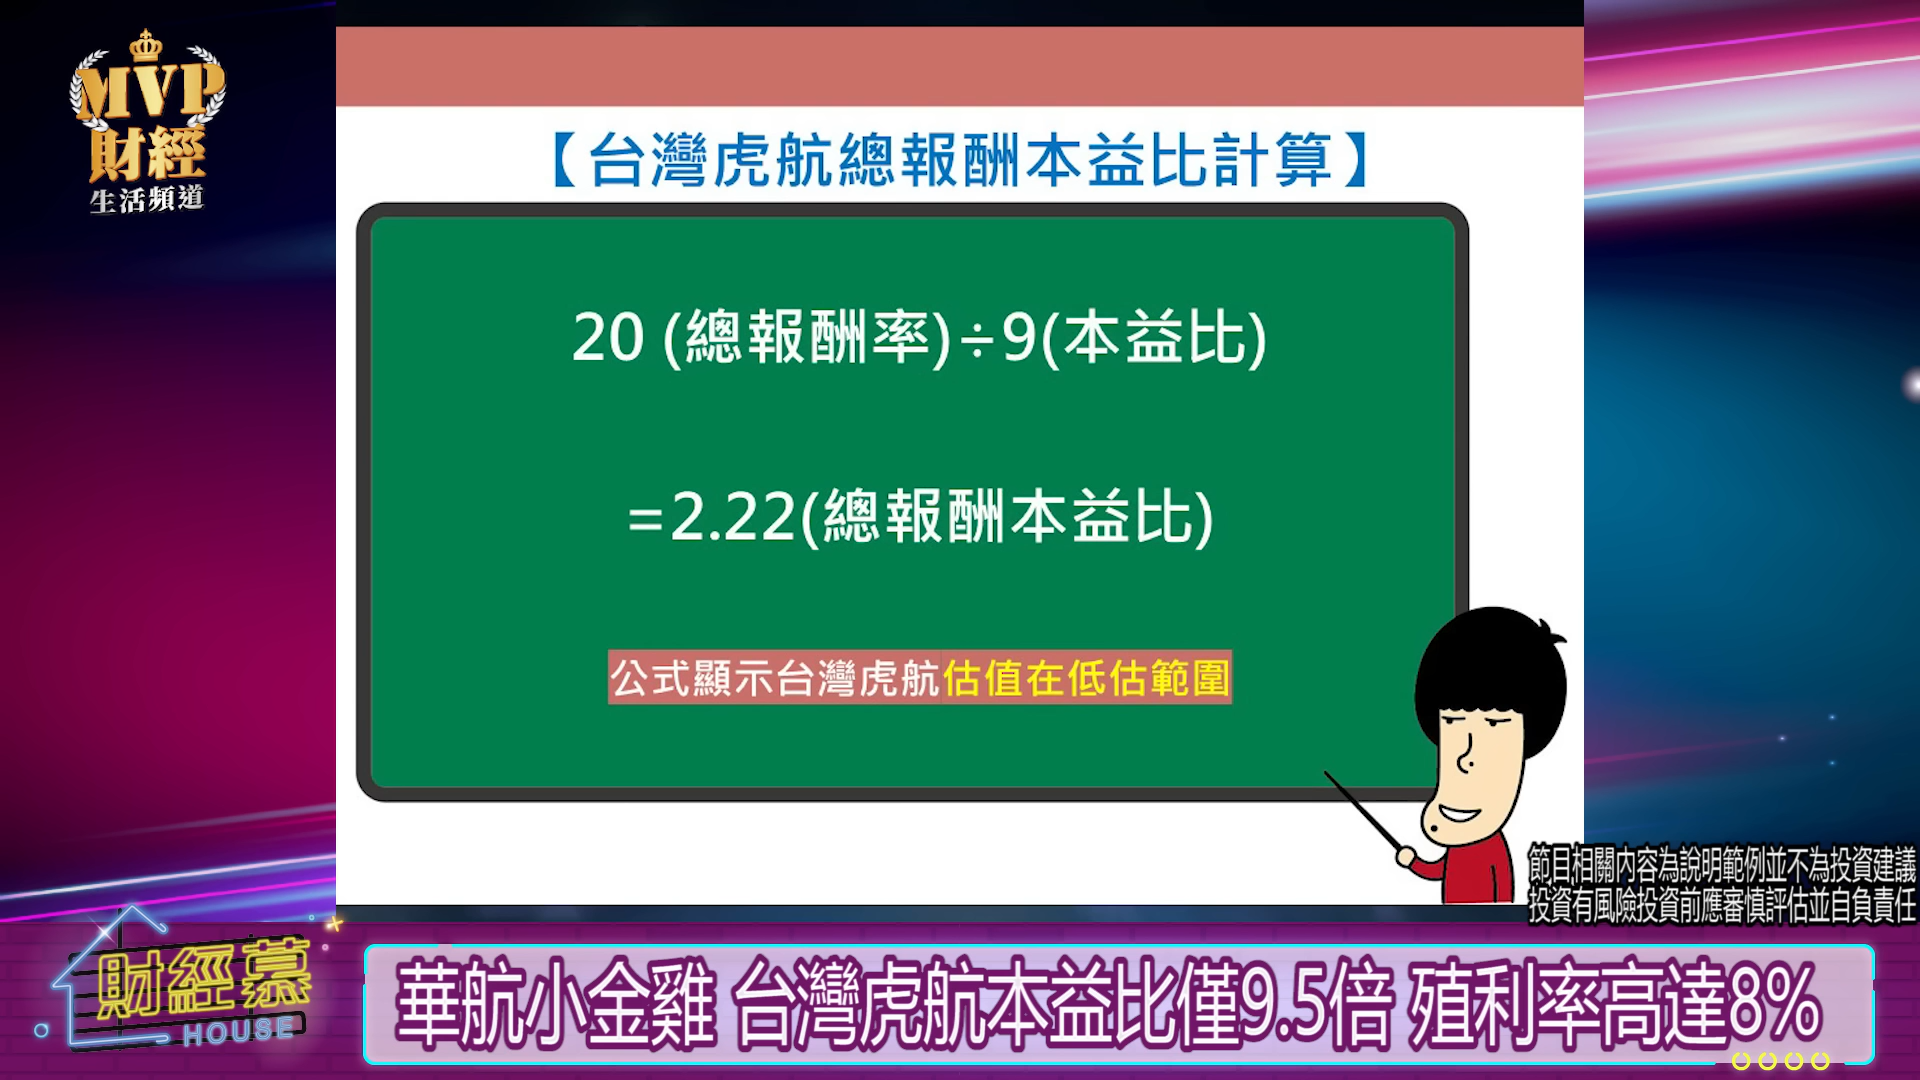 MVP
財經
生活頻道
【台灣虎航總報酬本益比計算】
20 (總報酬率)÷9(本益比)
=2.22(總報酬本益比)
公式顯示台灣虎航估值在低估範圍
節目相關內容為說明範例並不為投資建議
投資有風險投資前應審慎評估並自負責任
財經慕
HOUSE
華航小金雞 台灣虎航本益比僅9.5倍 殖利率高達8%